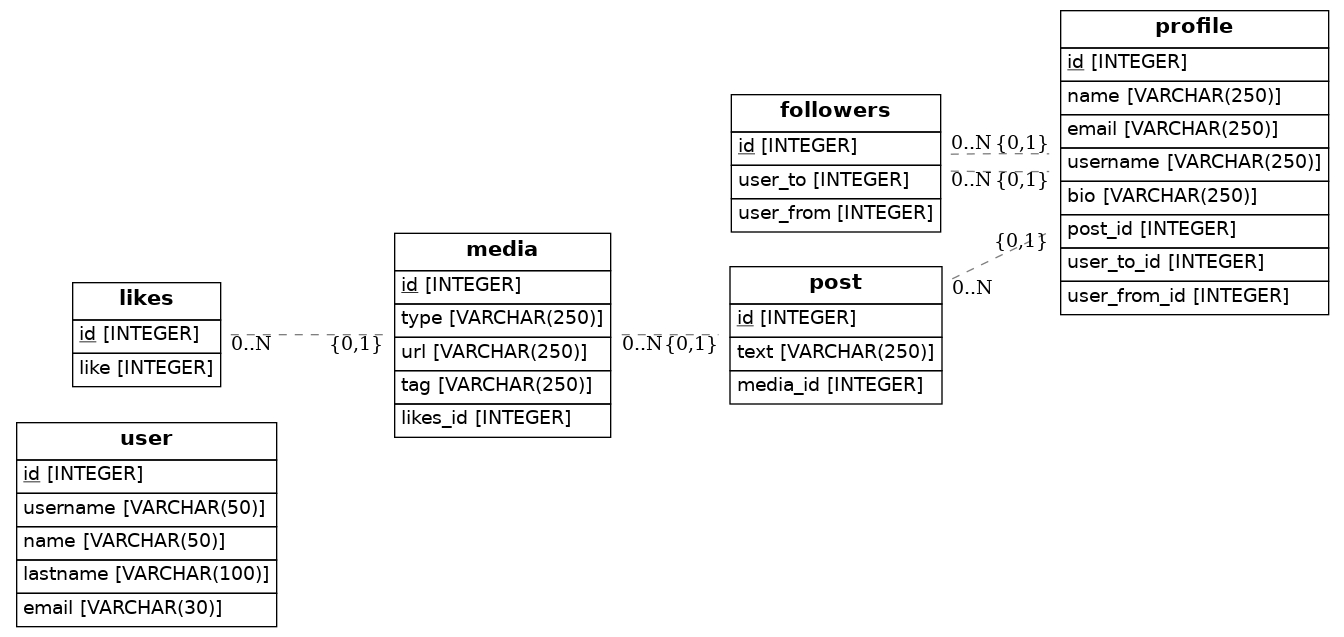 profile
id [INTEGER]
name [VARCHAR(250)]
email [VARCHAR(250)]
username [VARCHAR(250)]
bio [VARCHAR(250)]
post_id [INTEGER]
user_to_id [INTEGER]
user_from_id [INTEGER]
followers
id [INTEGER]
user_to [INTEGER]
user_from [INTEGER]
0..N {0,1}
0..N {0,1}
{0,1}
0..N
post
id [INTEGER]
text [VARCHAR(250)]
media_id [INTEGER]
media
id [INTEGER]
type [VARCHAR(250)]
url [VARCHAR(250)]
tag [VARCHAR(250)]
likes_id [INTEGER]
0..N {0,1}
likes
id [INTEGER]
like [INTEGER]
0..N {0,1}
user
id [INTEGER]
username [VARCHAR(50)]
name [VARCHAR(50)]
lastname [VARCHAR(100)]
email [VARCHAR(30)]